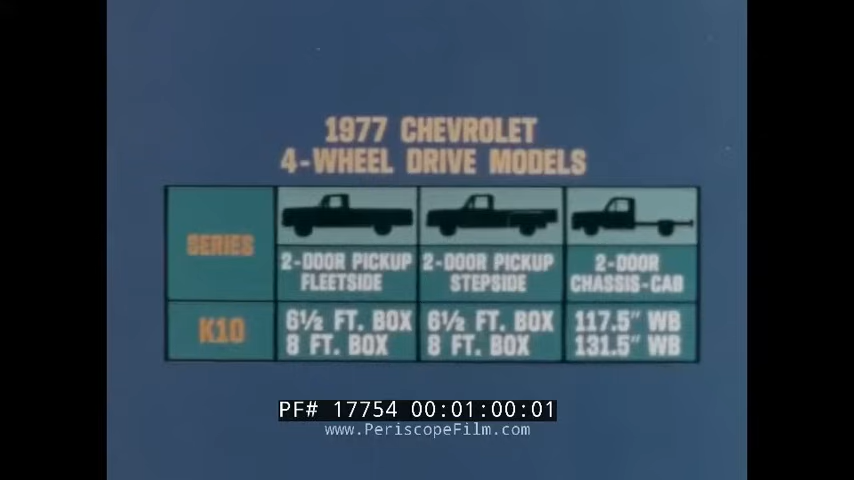 1977 CHEVROLET
4-WHEEL DRIVE MODELS
SERIES
2-DOOR PICKUP
FLEETSIDE
2-DOOR PICKUP
STEPSIDE
2-DOOR
CHASSIS-CAB
K10
6½ FT. BOX
8 FT. BOX
6½ FT. BOX
8 FT. BOX
117.5" WB
131.5" WB
PF# 17754 00:01:00:01
www.PeriscopeFilm.com